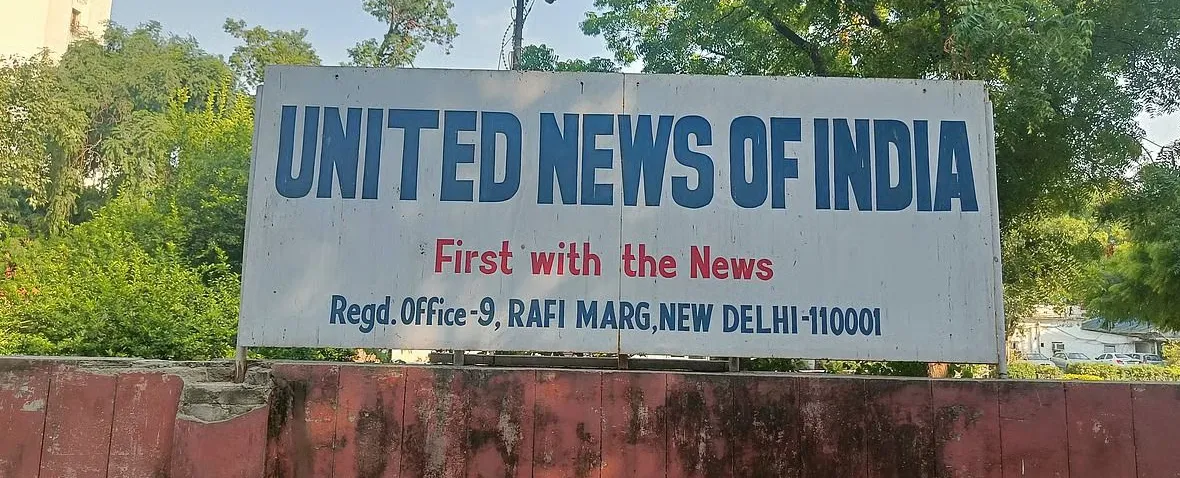 UNITED NEWS OF INDIA
First with the News
Regd. Office-9, RAFI MARG, NEW DELHI-110001